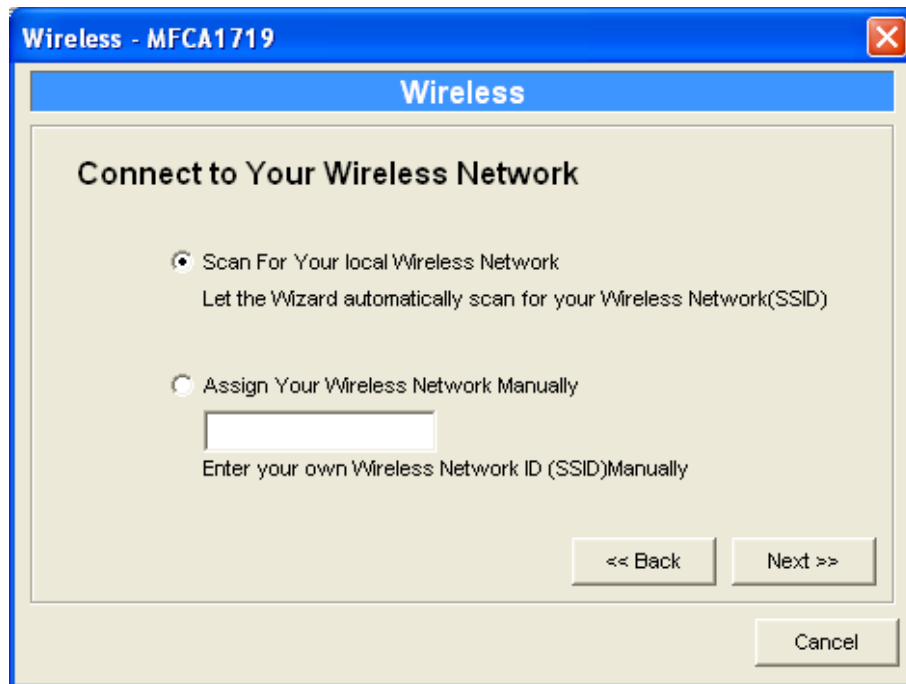 Wireless - MFCA1719
Wireless
Connect to Your Wireless Network
Scan For Your local Wireless Network
Let the Wizard automatically scan for your Wireless Network(SSID)
Assign Your Wireless Network Manually
Enter your own Wireless Network ID (SSID)Manually
<< Back Next >>
Cancel